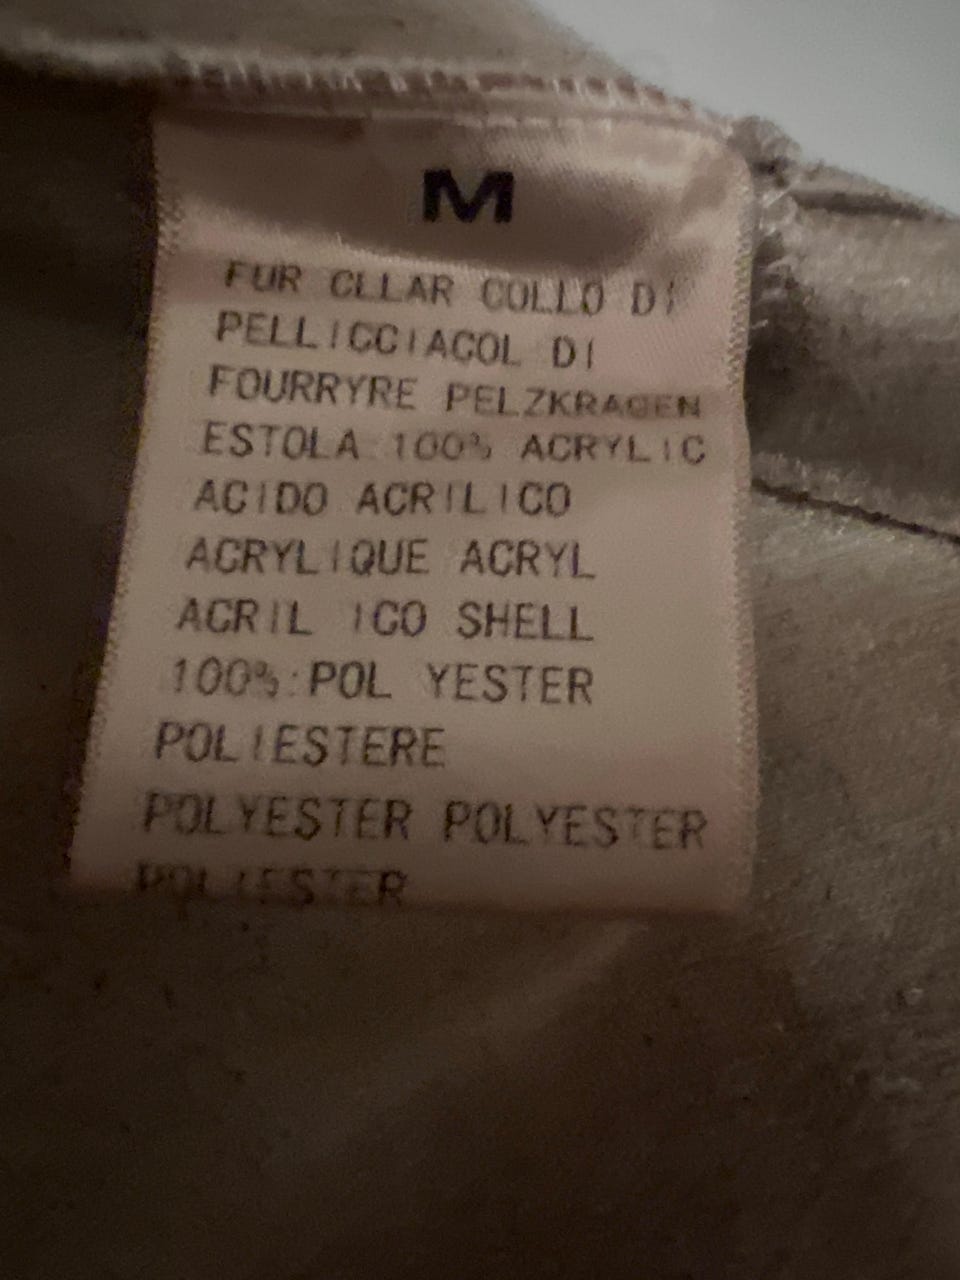 M
FUR CLLAR COLLO DI
PELLICCIACOL DI
FOURRYRE PELZKRAGEN
ESTOLA 100% ACRYLIC
ACIDO ACRILICO
ACRYLIQUE ACRYL
ACRIL ICO SHELL
100%:POL YESTER
POLIESTERE
POLYESTER POLYESTER
POLIESTER